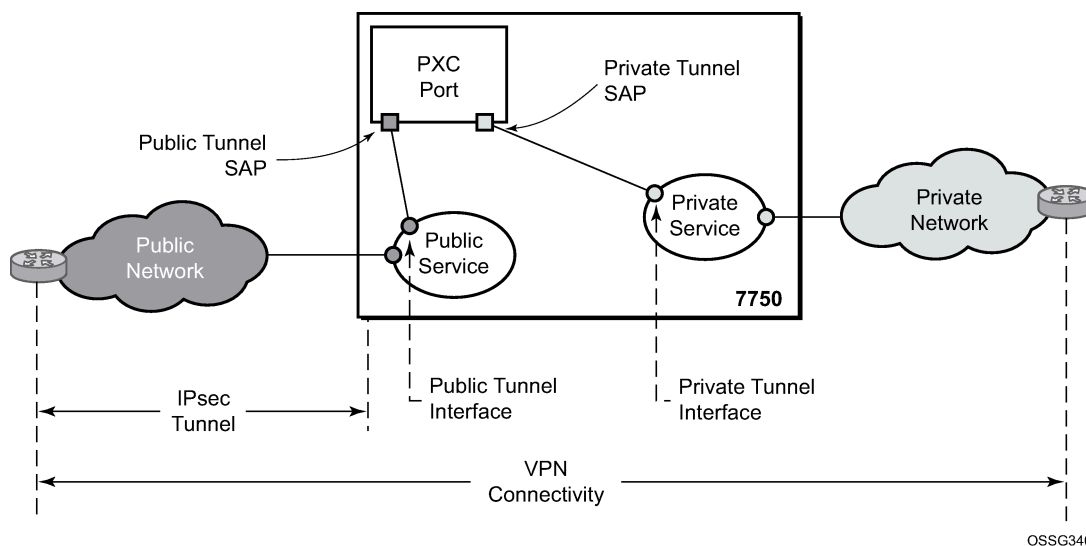 PXC
Port
Private Tunnel
SAP
Public Tunnel
SAP
Public
Network
Public
Service
Private
Service
Private
Network
7750
IPsec
Tunnel
Public Tunnel
Interface
Private Tunnel
Interface
VPN
Connectivity